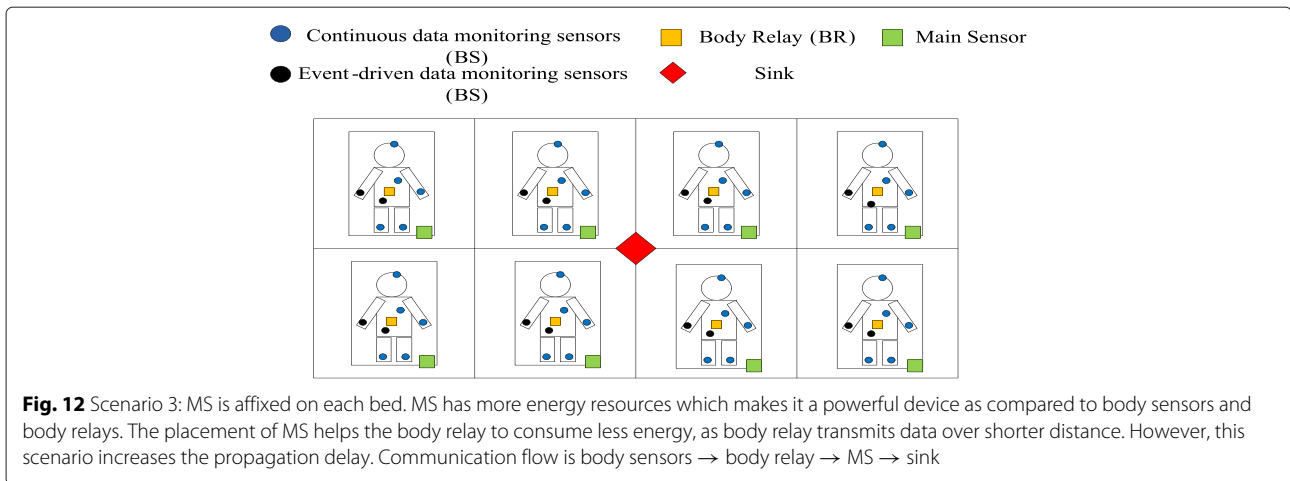 Continuous data monitoring sensors
(BS)
Body Relay (BR)
Main Sensor
Event-driven data monitoring sensors
(BS)
Sink
Fig. 12 Scenario 3: MS is affixed on each bed. MS has more energy resources which makes it a powerful device as compared to body sensors and
body relays. The placement of MS helps the body relay to consume less energy, as body relay transmits data over shorter distance. However, this
scenario increases the propagation delay. Communication flow is body sensors → body relay → MS → sink